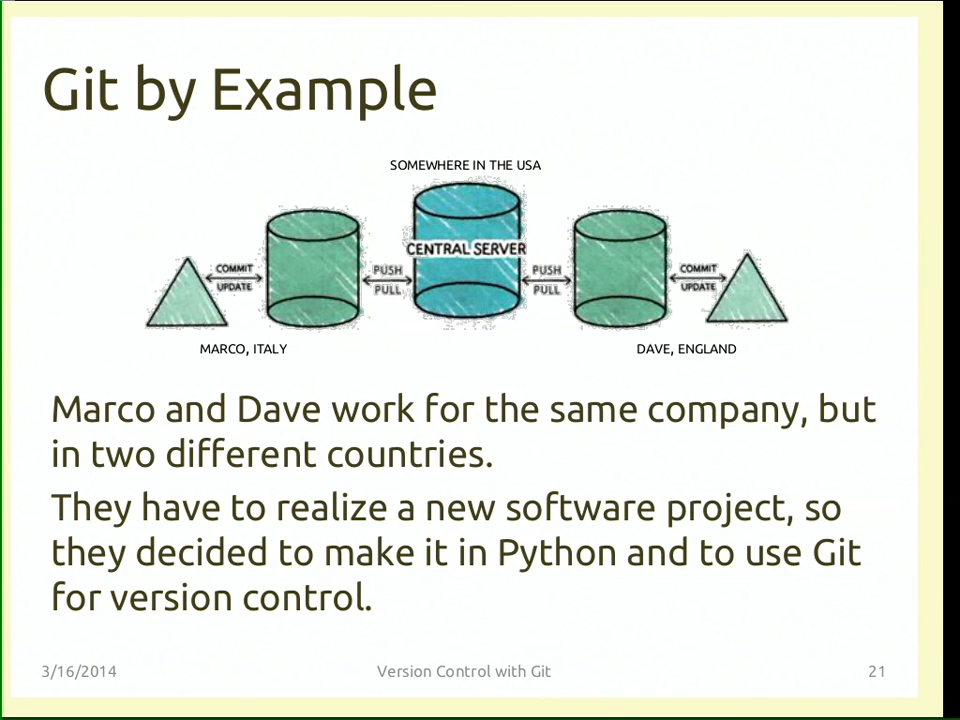 Git by Example
SOMEWHERE IN THE USA
CENTRAL SERVER
COMMIT
UPDATE
PUSH
PULL
PUSH
PULL
COMMIT
UPDATE
MARCO, ITALY
DAVE, ENGLAND
Marco and Dave work for the same company, but
in two different countries.
They have to realize a new software project, so
they decided to make it in Python and to use Git
for version control.
3/16/2014
Version Control with Git
21